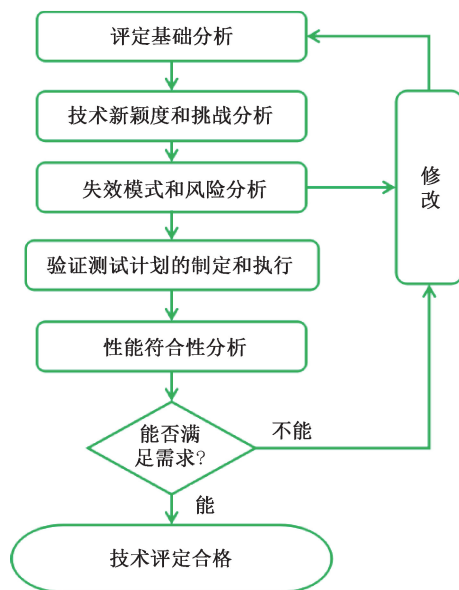 评定基础分析
技术新颖度和挑战分析
失效模式和风险分析
修
改
验证测试计划的制定和执行
性能符合性分析
能否满
足需求?
不能
能
技术评定合格